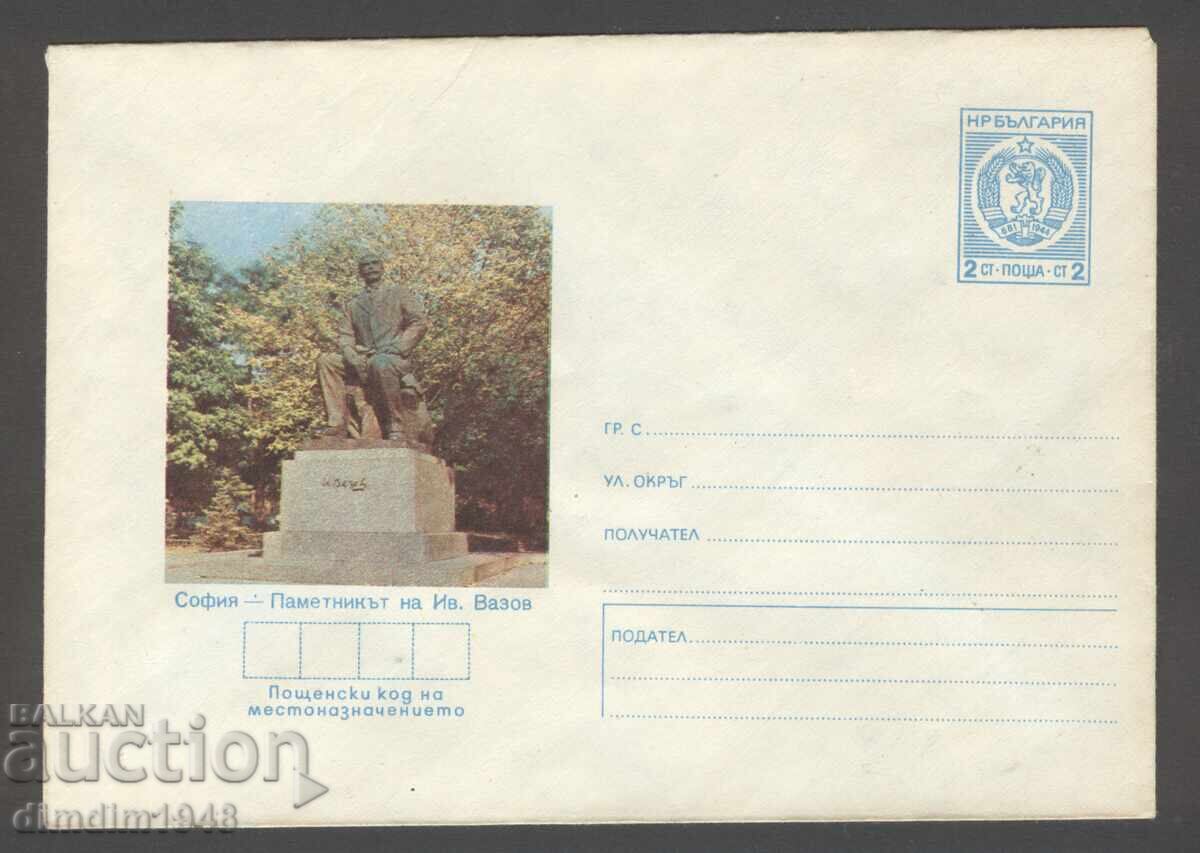 НР БЪЛГАРИЯ
681 1944
2 СТ · ПОЩА · СТ 2
ГР. С
УЛ. ОКРЪГ
ПОЛУЧАТЕЛ
ПОДАТЕЛ
София - Паметникът на Ив. Вазов
Пощенски код на
местоназначението
BALKAN
auction
dimdim1948